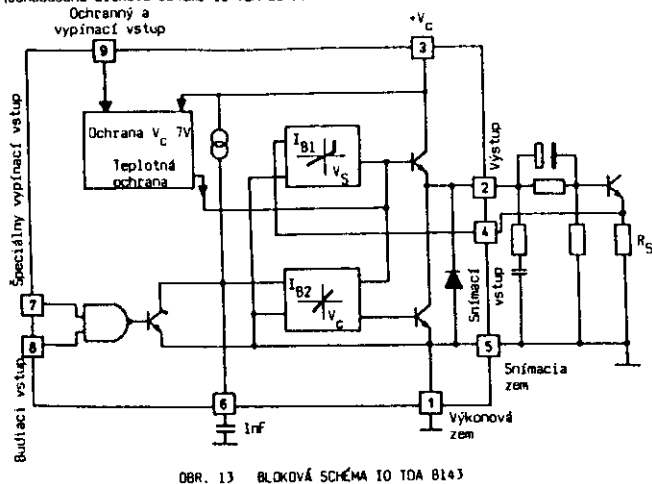 Ochranný a
vypínací vstup
+V_C
9
3
Špeciálny vypínací vstup
Ochrana V_C 7V
Teplotná
ochrana
I_B1
V_S
Výstup
2
4
R_S
I_B2
V_C
Snímací
vstup
7
8
Budiaci vstup
5
Snímacia
zem
6
1
1nF
Výkonová
zem
OBR. 13 BLOKOVÁ SCHÉMA IO TDA 8143